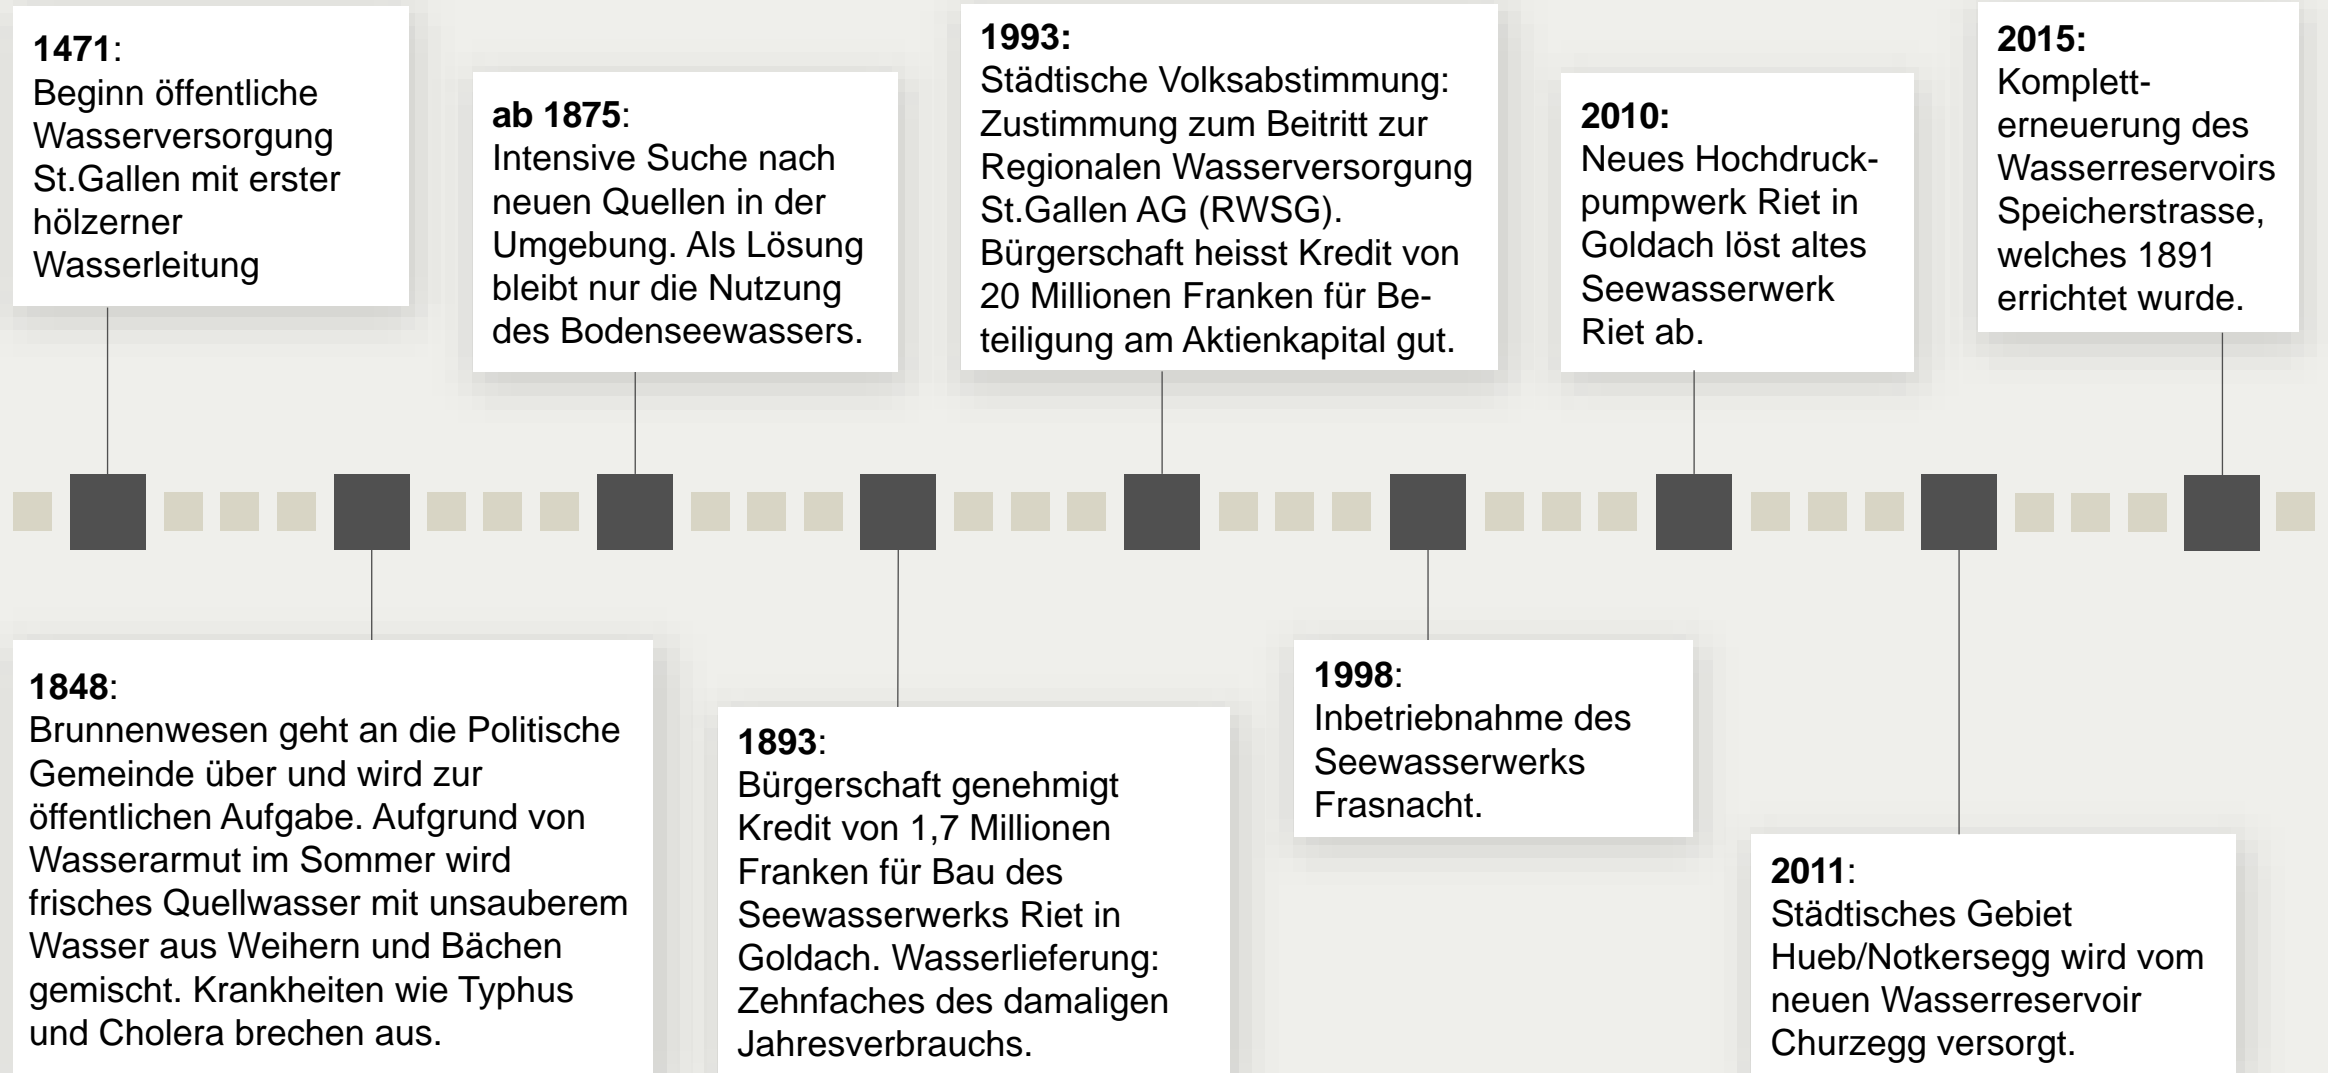 1471:
Beginn öffentliche
Wasserversorgung
St.Gallen mit erster
hölzerner
Wasserleitung
1848:
Brunnenwesen geht an die Politische
Gemeinde über und wird zur
öffentlichen Aufgabe. Aufgrund von
Wasserarmut im Sommer wird
frisches Quellwasser mit unsauberem
Wasser aus Weihern und Bächen
gemischt. Krankheiten wie Typhus
und Cholera brechen aus.
ab 1875:
Intensive Suche nach
neuen Quellen in der
Umgebung. Als Lösung
bleibt nur die Nutzung
des Bodenseewassers.
1893:
Bürgerschaft genehmigt
Kredit von 1,7 Millionen
Franken für Bau des
Seewasserwerks Riet in
Goldach. Wasserlieferung:
Zehnfaches des damaligen
Jahresverbrauchs.
1993:
Städtische Volksabstimmung:
Zustimmung zum Beitritt zur
Regionalen Wasserversorgung
St.Gallen AG (RWSG).
Bürgerschaft heisst Kredit von
20 Millionen Franken für Be-
teiligung am Aktienkapital gut.
1998:
Inbetriebnahme des
Seewasserwerks
Frasnacht.
2010:
Neues Hochdruck-
pumpwerk Riet in
Goldach löst altes
Seewasserwerk
Riet ab.
2011:
Städtisches Gebiet
Hueb/Notkersegg wird vom
neuen Wasserreservoir
Churzegg versorgt.
2015:
Komplett-
erneuerung des
Wasserreservoirs
Speicherstrasse,
welches 1891
errichtet wurde.